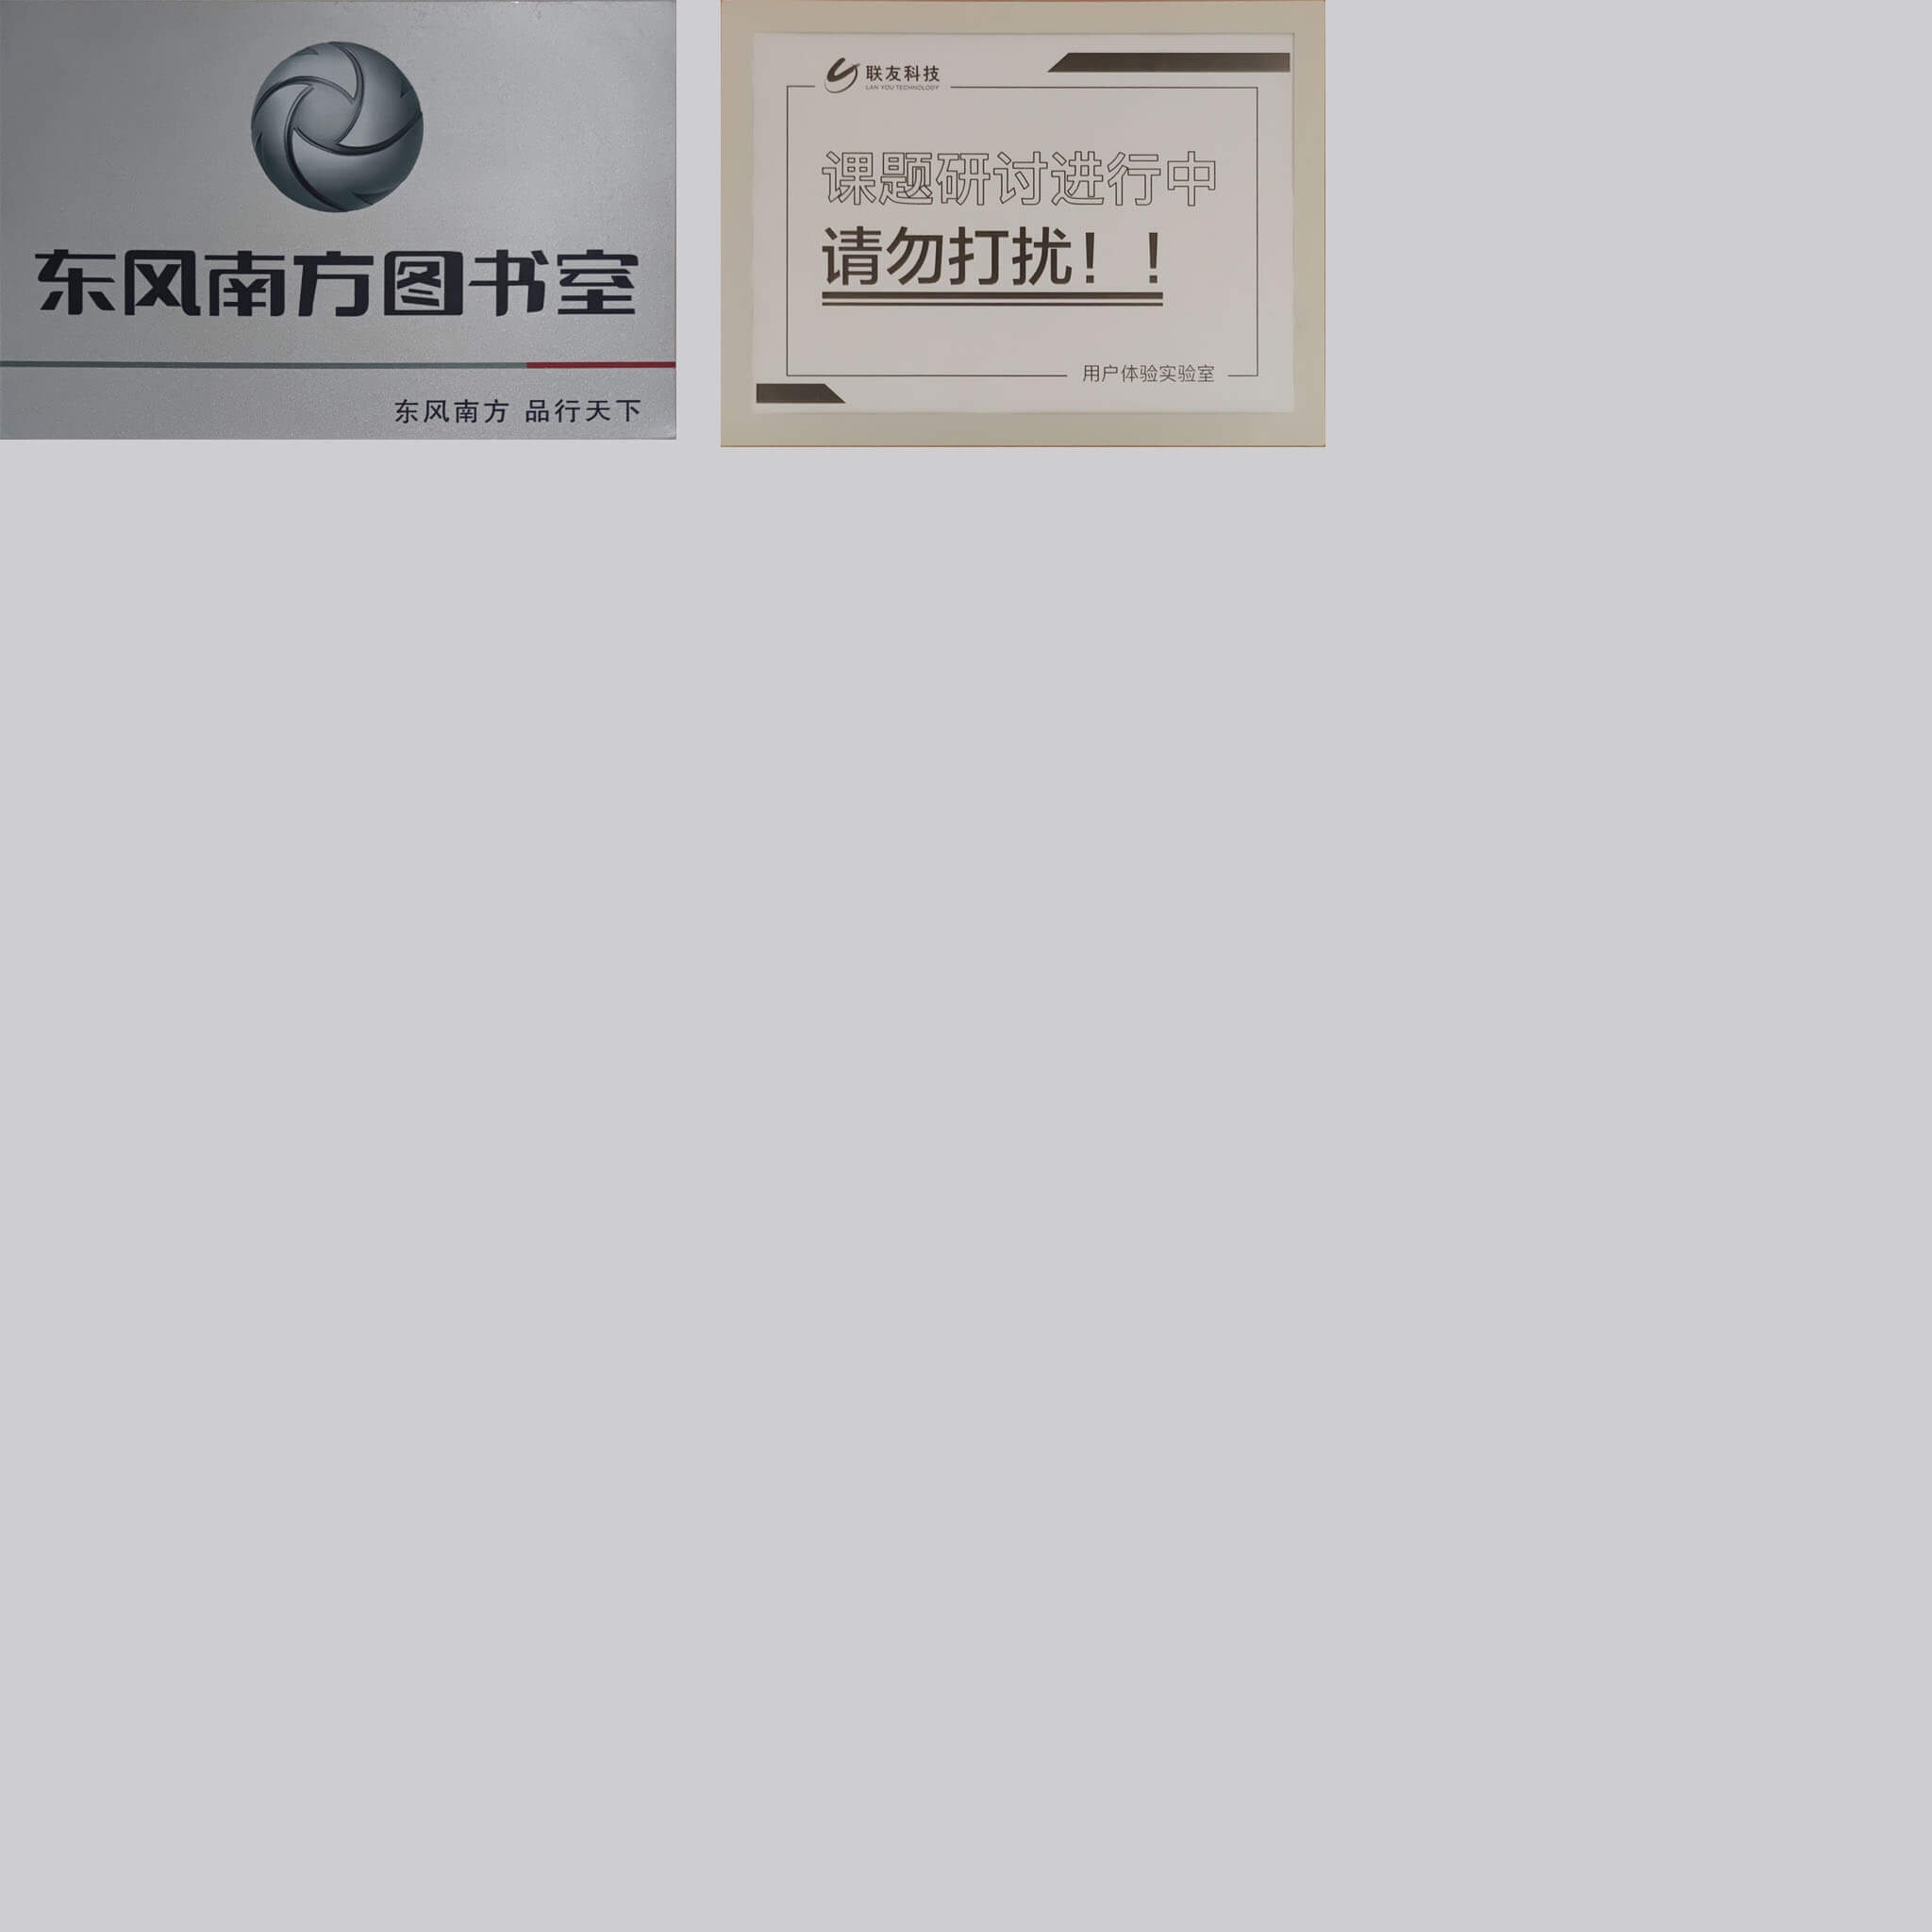 东风南方图书室
东风南方 品行天下
联友科技
LAN YOU TECHNOLOGY
课题研讨进行中
请勿打扰！！
用户体验实验室